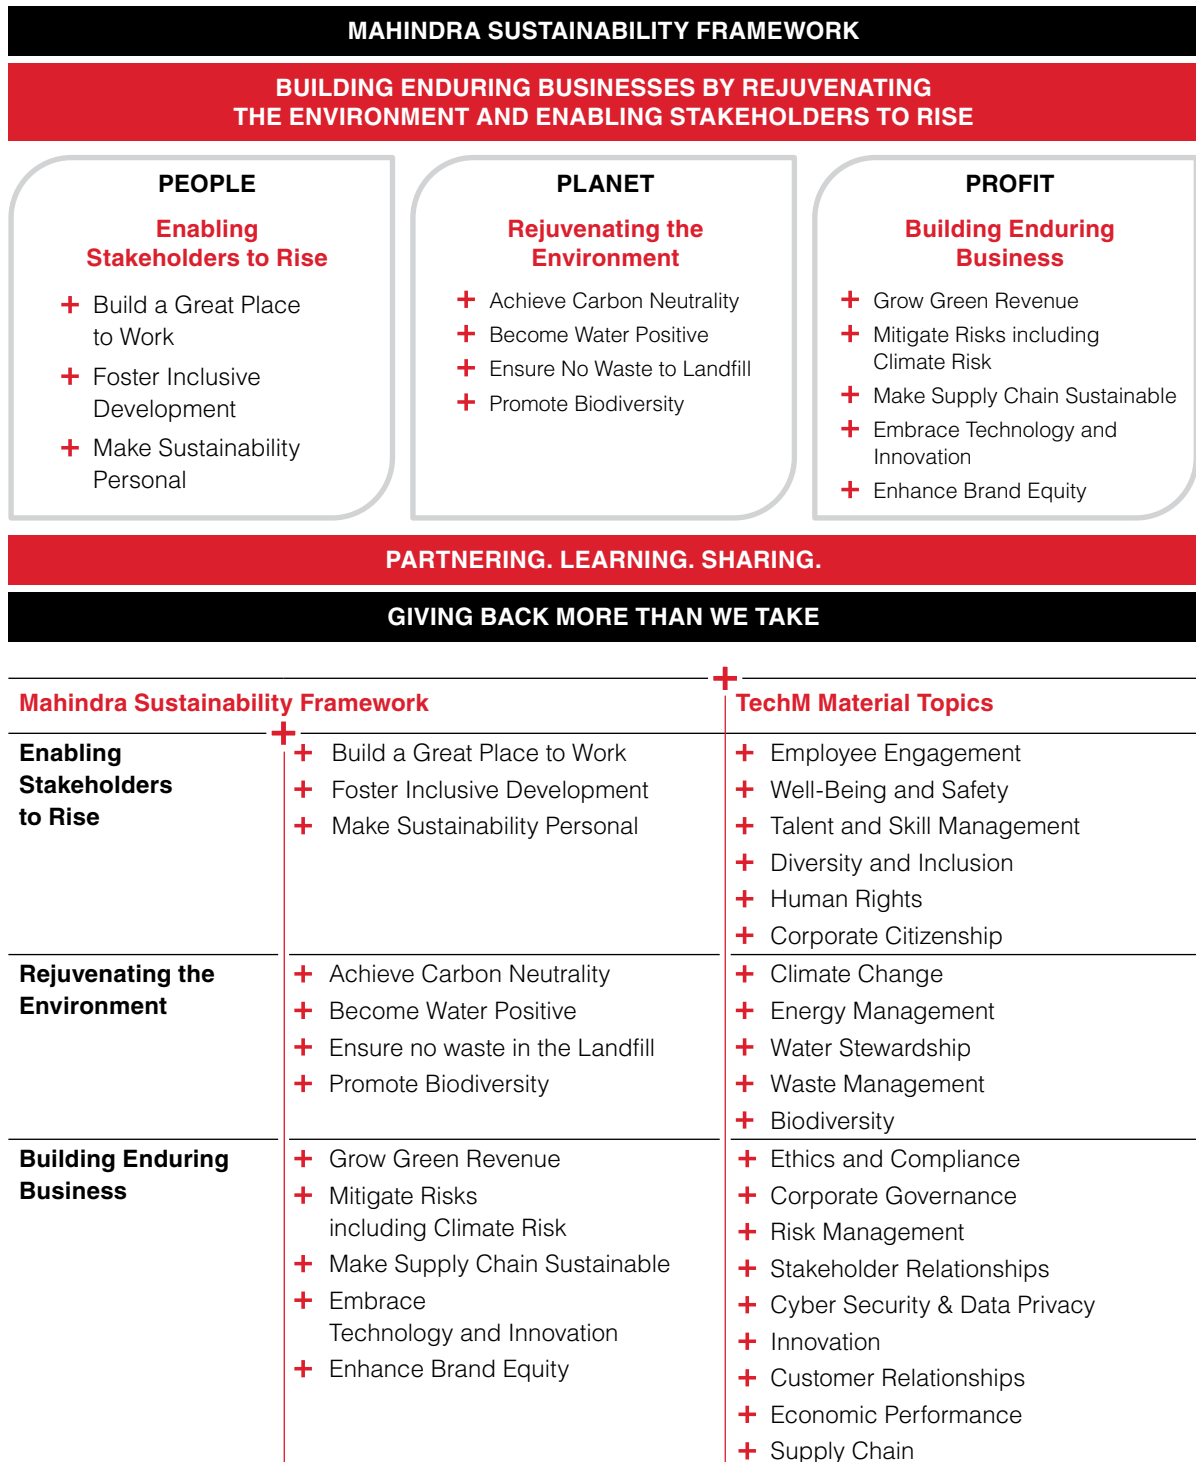 MAHINDRA SUSTAINABILITY FRAMEWORK
BUILDING ENDURING BUSINESSES BY REJUVENATING
THE ENVIRONMENT AND ENABLING STAKEHOLDERS TO RISE
PEOPLE
Enabling
Stakeholders to Rise
+ Build a Great Place
to Work
+ Foster Inclusive
Development
+ Make Sustainability
Personal
PLANET
Rejuvenating the
Environment
+ Achieve Carbon Neutrality
+ Become Water Positive
+ Ensure No Waste to Landfill
+ Promote Biodiversity
PROFIT
Building Enduring
Business
+ Grow Green Revenue
+ Mitigate Risks including
Climate Risk
+ Make Supply Chain Sustainable
+ Embrace Technology and
Innovation
+ Enhance Brand Equity
PARTNERING. LEARNING. SHARING.
GIVING BACK MORE THAN WE TAKE
Mahindra Sustainability Framework
TechM Material Topics
Enabling
Stakeholders
to Rise
+ Build a Great Place to Work
+ Foster Inclusive Development
+ Make Sustainability Personal
+ Employee Engagement
+ Well-Being and Safety
+ Talent and Skill Management
+ Diversity and Inclusion
+ Human Rights
+ Corporate Citizenship
Rejuvenating the
Environment
+ Achieve Carbon Neutrality
+ Become Water Positive
+ Ensure no waste in the Landfill
+ Promote Biodiversity
+ Climate Change
+ Energy Management
+ Water Stewardship
+ Waste Management
+ Biodiversity
Building Enduring
Business
+ Grow Green Revenue
+ Mitigate Risks
including Climate Risk
+ Make Supply Chain Sustainable
+ Embrace
Technology and Innovation
+ Enhance Brand Equity
+ Ethics and Compliance
+ Corporate Governance
+ Risk Management
+ Stakeholder Relationships
+ Cyber Security & Data Privacy
+ Innovation
+ Customer Relationships
+ Economic Performance
+ Supply Chain